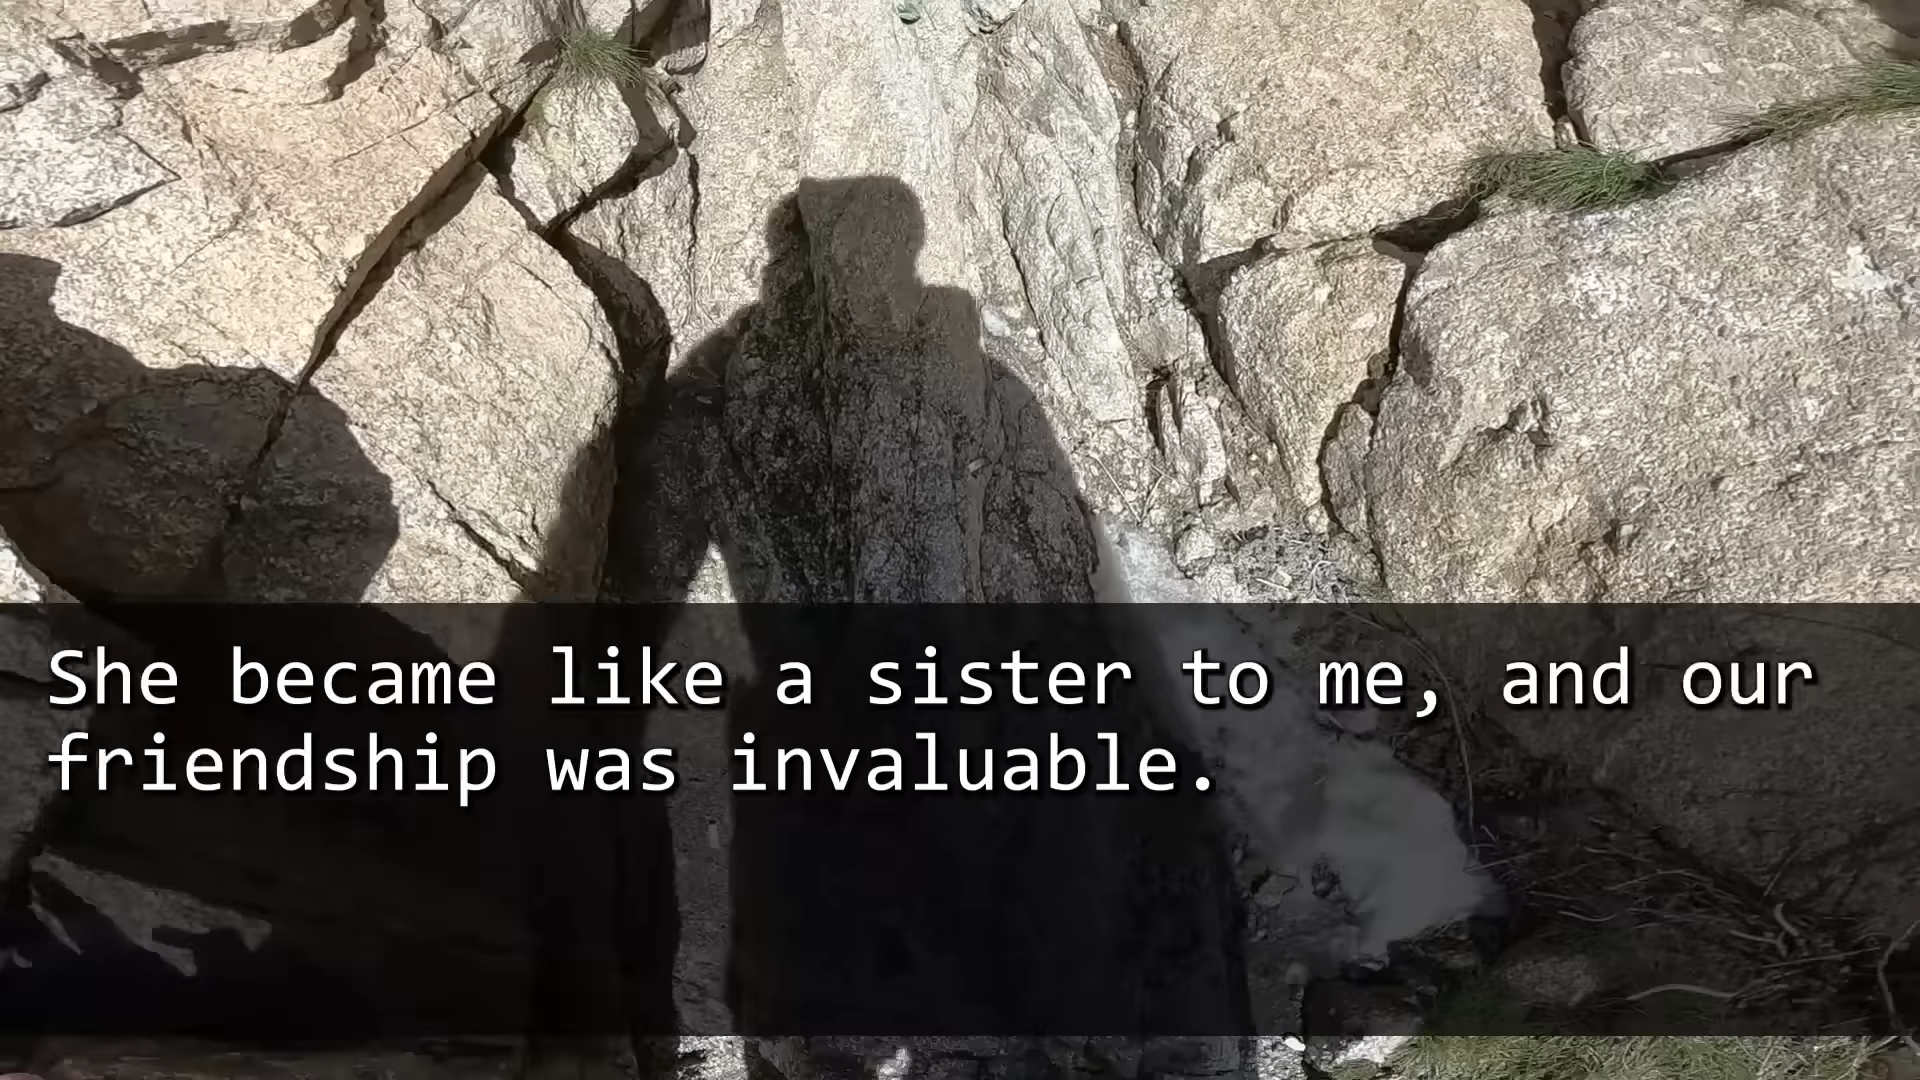 She became like a sister to me, and our
friendship was invaluable.